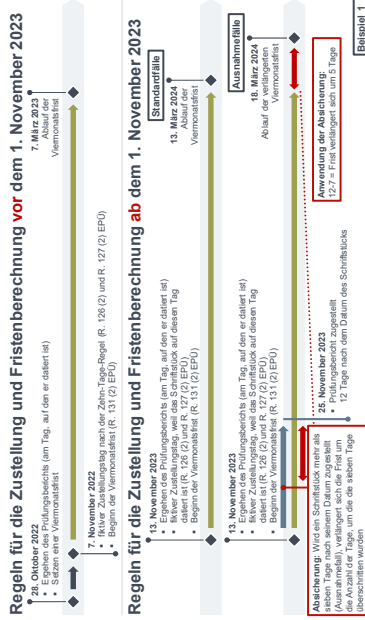 Regeln für die Zustellung und Fristenberechnung vor dem 1. November 2023
28. Oktober 2022
• Ergehen des Prüfungsberichts (am Tag, auf den er datiert ist)
• Setzen einer Viermonatsfrist
7. März 2023
Ablauf der
Viermonatsfrist
7. November 2022
• fiktiver Zustellungstag nach der Zehn-Tage-Regel (R. 126 (2) und R. 127 (2) EPÜ)
• Beginn der Viermonatsfrist (R. 131 (2) EPÜ)
Regeln für die Zustellung und Fristenberechnung ab dem 1. November 2023
Standardfälle
13. November 2023
• Ergehen des Prüfungsberichts (am Tag, auf den er datiert ist)
• fiktiver Zustellungstag, weil das Schriftstück auf diesen Tag
datiert ist (R. 126 (2) und R. 127 (2) EPÜ)
• Beginn der Viermonatsfrist (R. 131 (2) EPÜ)
13. März 2024
Ablauf der
Viermonatsfrist
Ausnahmefälle
13. November 2023
• Ergehen des Prüfungsberichts (am Tag, auf den er datiert ist)
• fiktiver Zustellungstag, weil das Schriftstück auf diesen Tag
datiert ist (R. 126 (2) und R. 127 (2) EPÜ)
• Beginn der Viermonatsfrist (R. 131 (2) EPÜ)
18. März 2024
Ablauf der verlängerten
Viermonatsfrist
Absicherung: Wird ein Schriftstück mehr als
sieben Tage nach seinem Datum zugestellt
(Ausnahmefall), verlängert sich die Frist um
die Anzahl der Tage, um die die sieben Tage
überschritten wurden
25. November 2023
• Prüfungsbericht zugestellt
12 Tage nach dem Datum des Schriftstücks
Anwendung der Absicherung:
12-7 = Frist verlängert sich um 5 Tage
Beispiel 1